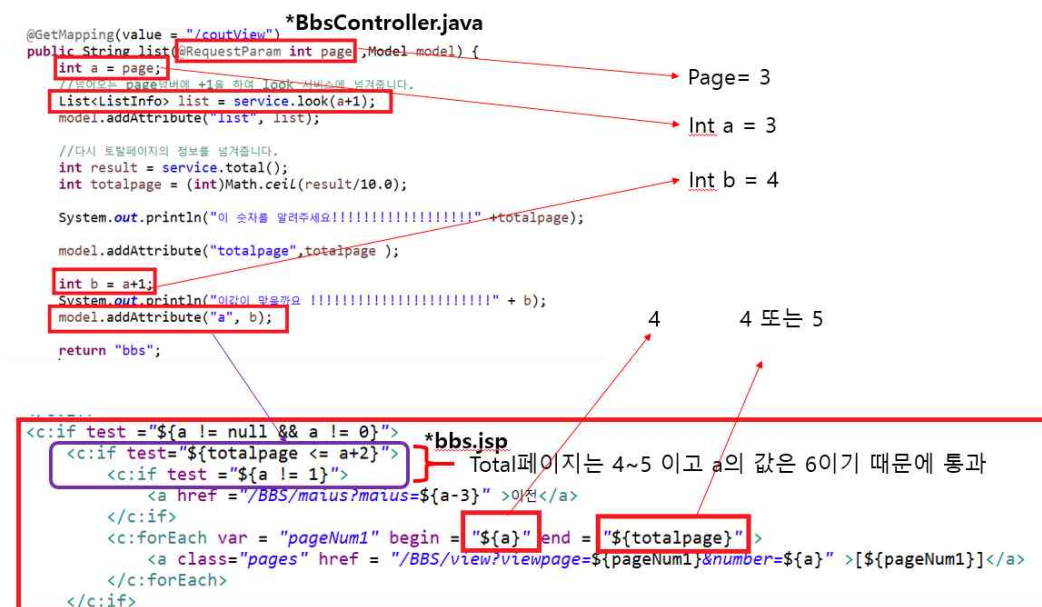 *BbsController.java
@GetMapping(value = "/coutView")
public String list(@RequestParam int page ,Model model) {
int a = page;
//넘어오는 page넘버에 +1을 하여 look 서비스에 넘겨줍니다.
List<ListInfo> list = service.look(a+1);
model.addAttribute("list", list);
//다시 토탈페이지의 정보를 넘겨줍니다.
int result = service.total();
int totalpage = (int)Math.ceil(result/10.0);
System.out.println("이 숫자를 알려주세요!!!!!!!!!!!!!!!!!!!" +totalpage);
model.addAttribute("totalpage",totalpage );
int b = a+1;
System.out.println("이값이 맞을까요 !!!!!!!!!!!!!!!!!!!!!!!" + b);
model.addAttribute("a", b);
return "bbs";
Page= 3
Int a = 3
Int b = 4
4
4 또는 5
<c:if test ="${a != null && a != 0}">
*bbs.jsp
<c:if test="${totalpage <= a+2}">
Total페이지는 4~5 이고 a의 값은 6이기 때문에 통과
<c:if test ="${a != 1}">
<a href ="/BBS/maius?maius=${a-3}" >이전</a>
</c:if>
<c:forEach var = "pageNum1" begin = "${a}" end = "${totalpage}" >
<a class="pages" href = "/BBS/view?viewpage=${pageNum1}&number=${a}" >[${pageNum1}]</a>
</c:forEach>
</c:if>